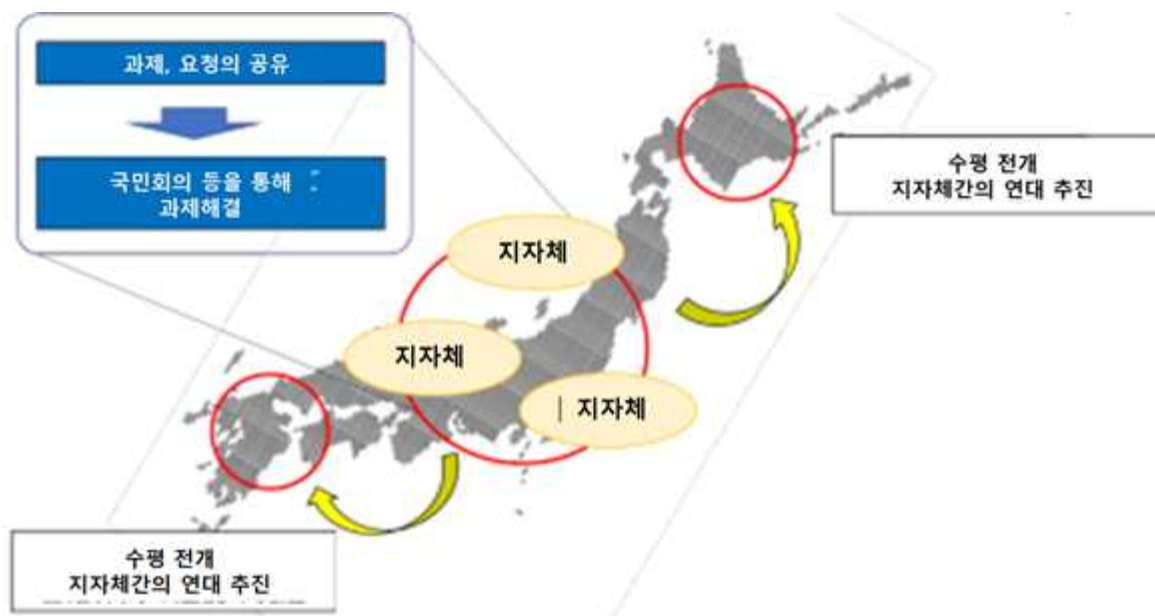 과제, 요청의 공유
국민회의 등을 통해
과제해결
수평 전개
지자체간의 연대 추진
지자체
지자체
지자체
수평 전개
지자체간의 연대 추진